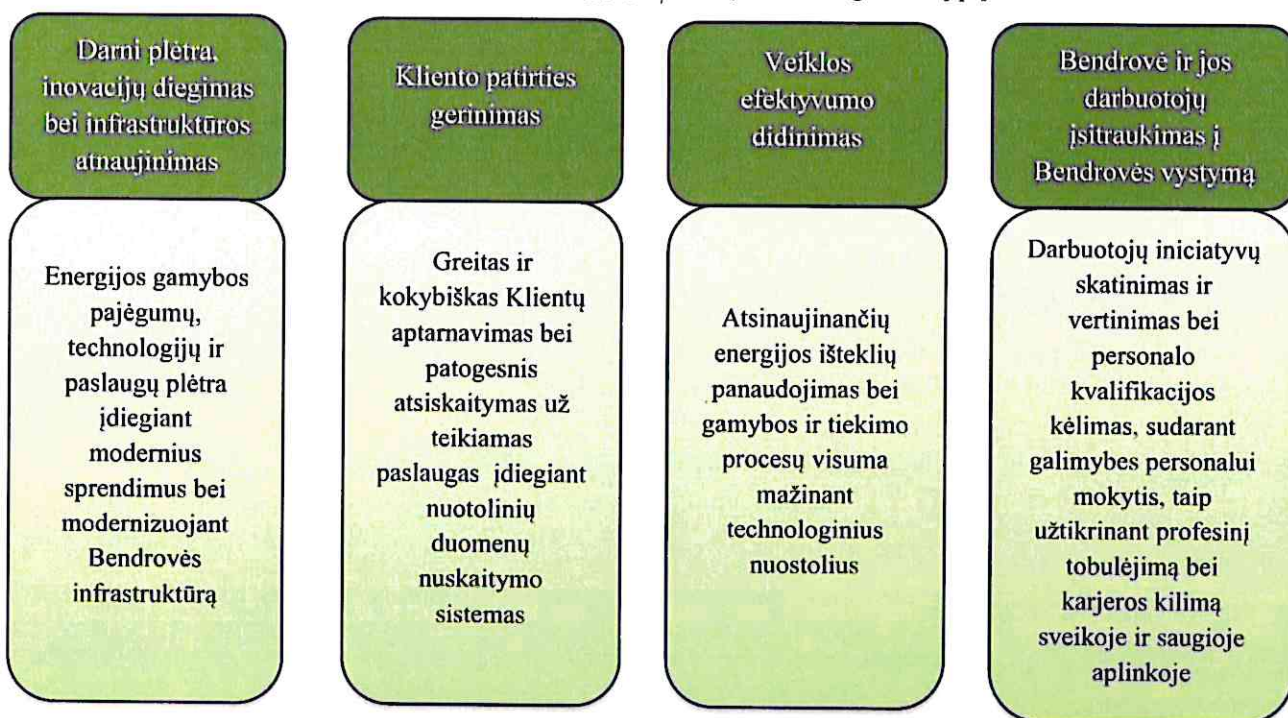 Darni plėtra,
inovacijų diegimas
bei infrastruktūros
atnaujinimas
Energijos gamybos
pajėgumų,
technologijų ir
paslaugų plėtra
įdiegiant
modernius
sprendimus bei
modernizuojant
Bendrovės
infrastruktūrą
Kliento patirties
gerinimas
Greitas ir
kokybiškas Klientų
aptarnavimas bei
patogesnis
atsiskaitymas už
teikiamas
paslaugas įdiegiant
nuotolinių
duomenų
nuskaitymo
sistemas
Veiklos
efektyvumo
didinimas
Atsinaujinančių
energijos išteklių
panaudojimas bei
gamybos ir tiekimo
procesų visuma
mažinant
technologinius
nuostolius
Bendrovė ir jos
darbuotojų
įsitraukimas į
Bendrovės vystymą
Darbuotojų iniciatyvų
skatinimas ir
vertinimas bei
personalo
kvalifikacijos
kėlimas, sudarant
galimybes personalui
mokytis, taip
užtikrinant profesinį
tobulėjimą bei
karjeros kilimą
sveikoje ir saugioje
aplinkoje